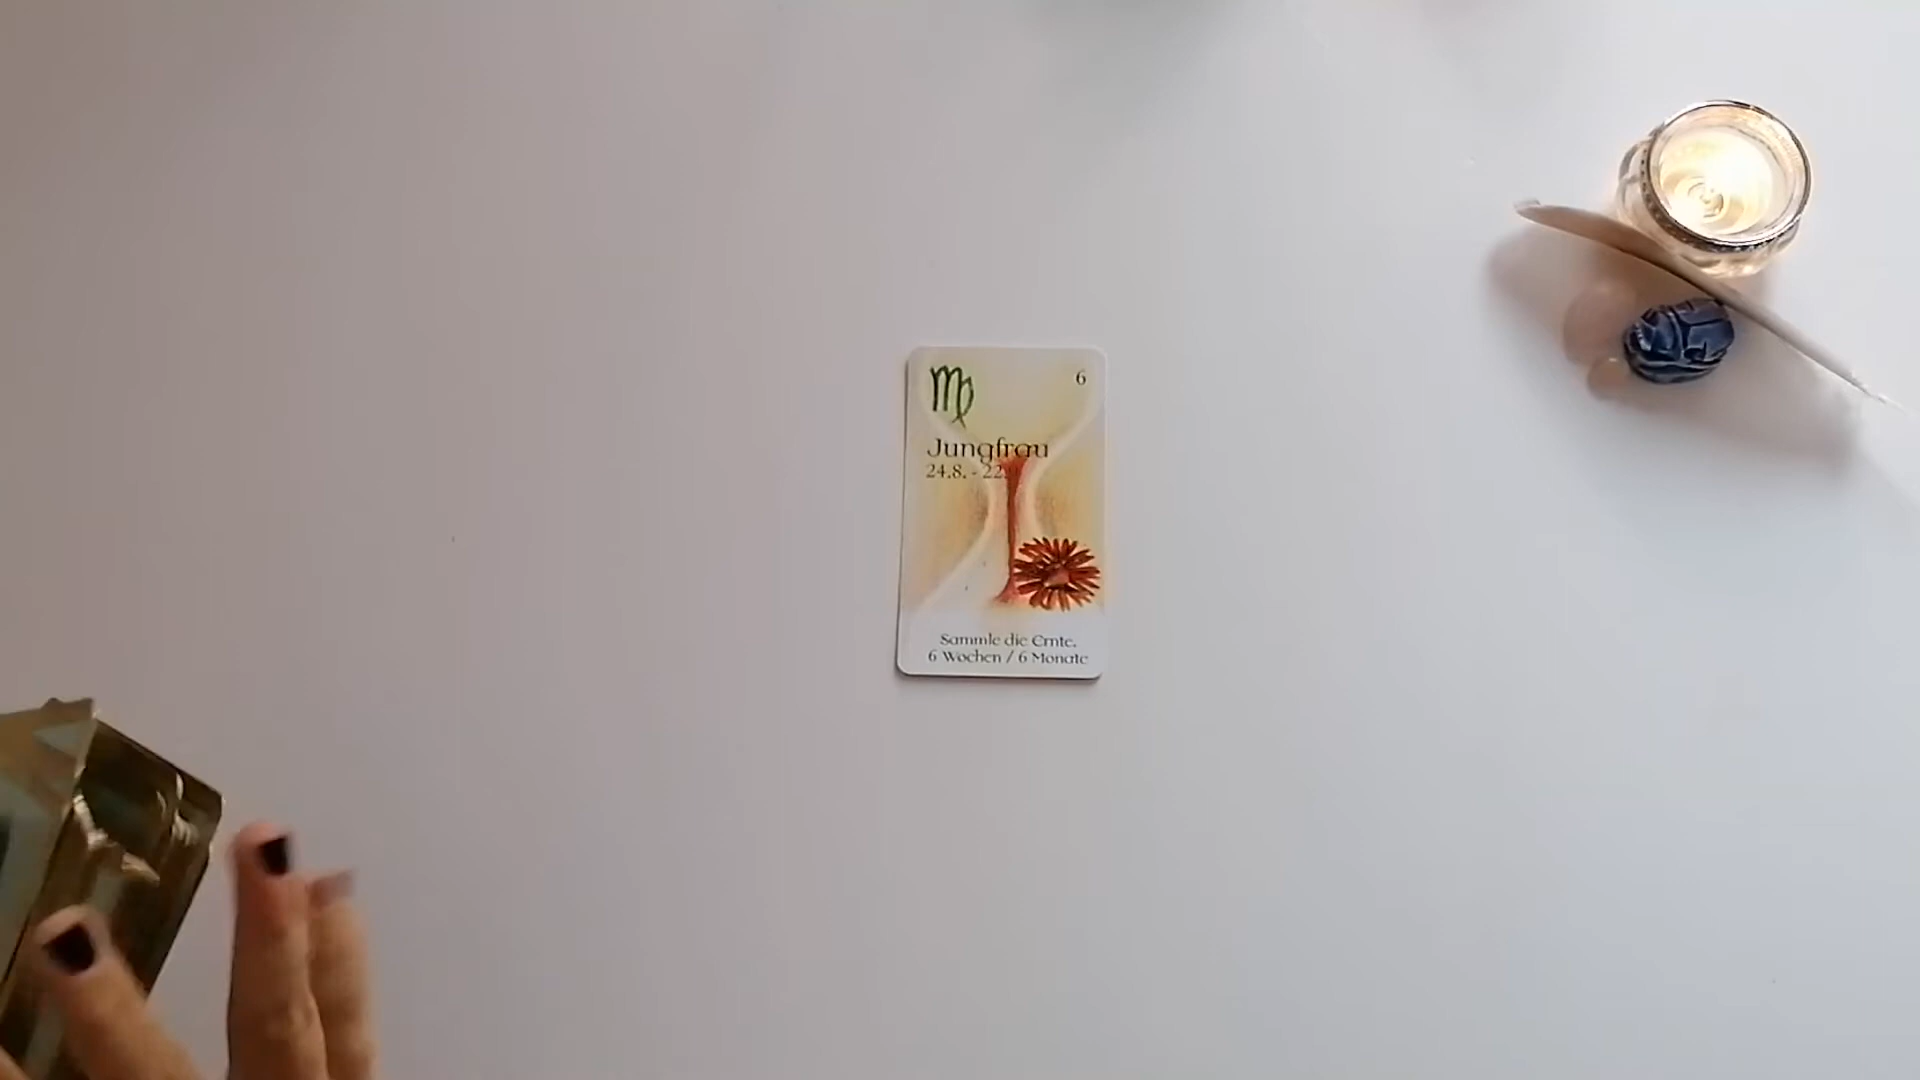 ♍ 6
Jungfrau
24.8. - 22.
Sammle die Ernte.
6 Wochen / 6 Monate